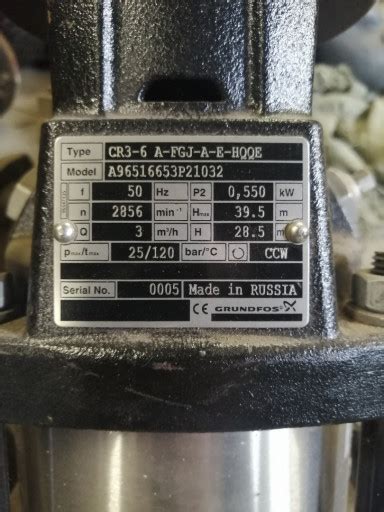 Type CR3-6 A-FGJ-A-E-HQQE
Model A96516653P21032
f 50 Hz P2 0,550 kW
n 2856 min⁻¹ Hmax 39.5 m
Q 3 m³/h H 28.5 m
pmax/tmax 25/120 bar/°C CCW
Serial No. 0005 Made in RUSSIA
CE GRUNDFOS X